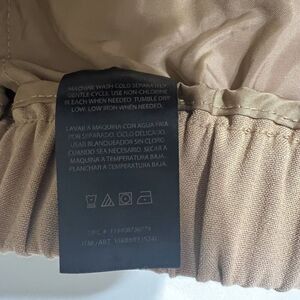 MACHINE WASH COLD SEPARATELY
GENTLE CYCLE. USE NON-CHLORINE
BLEACH WHEN NEEDED. TUMBLE DRY
LOW. LOW IRON WHEN NEEDED.
LAVAR A MAQUINA CON AGUA FRIA
POR SEPARADO. CICLO DELICADO.
USAR BLANQUEADOR SIN CLORO
CUANDO SEA NECESARIO. SECAR A
MAQUINA A TEMPERATURA BAJA.
PLANCHAR A TEMPERATURA BAJA.